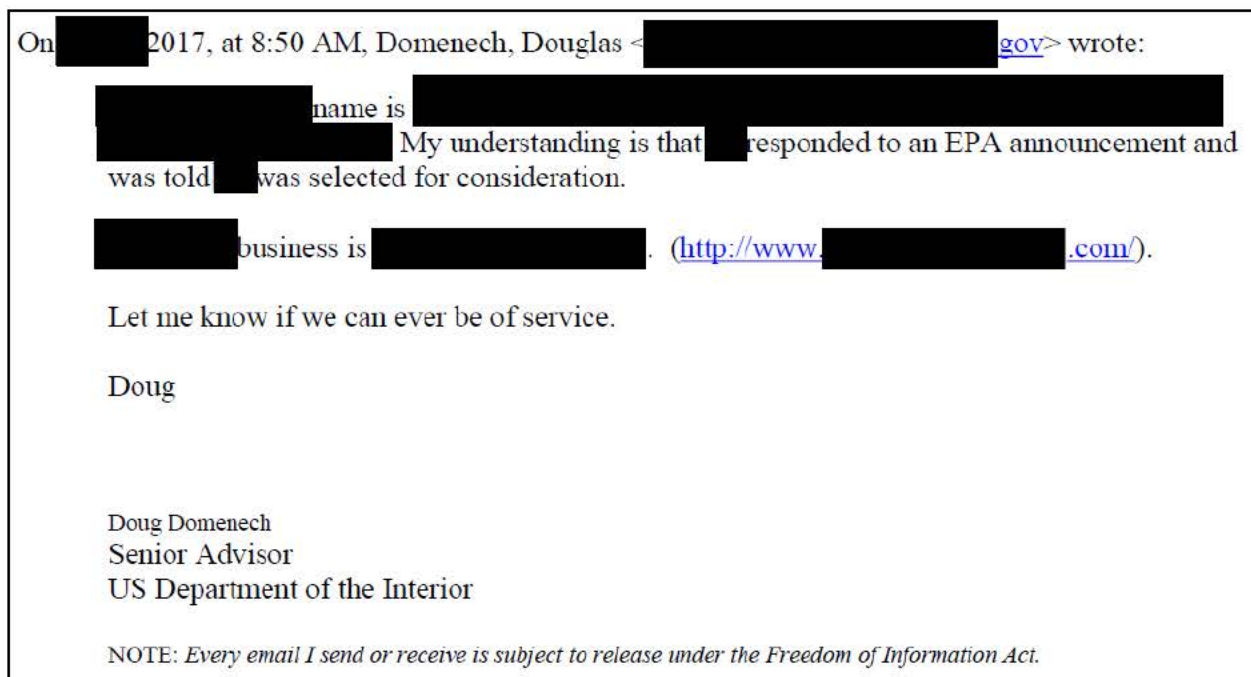 On 2017, at 8:50 AM, Domenech, Douglas < gov> wrote:
name is
My understanding is that responded to an EPA announcement and
was told was selected for consideration.
business is . (http://www. .com/).
Let me know if we can ever be of service.
Doug
Doug Domenech
Senior Advisor
US Department of the Interior
NOTE: Every email I send or receive is subject to release under the Freedom of Information Act.